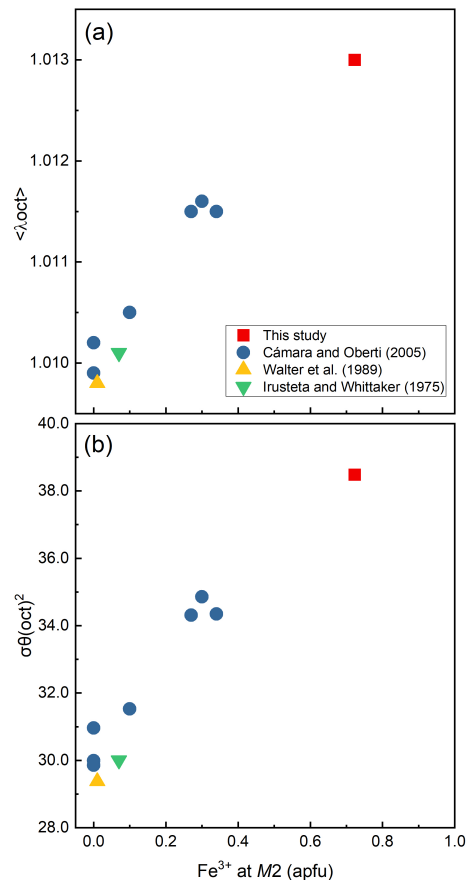 (a)
1.013
1.012
1.011
1.010
<λoct>
This study
Cámara and Oberti (2005)
Walter et al. (1989)
Irusteta and Whittaker (1975)
(b)
40.0
38.0
36.0
34.0
32.0
30.0
28.0
σθ(oct)²
0.0 0.2 0.4 0.6 0.8 1.0
Fe³⁺ at M2 (apfu)